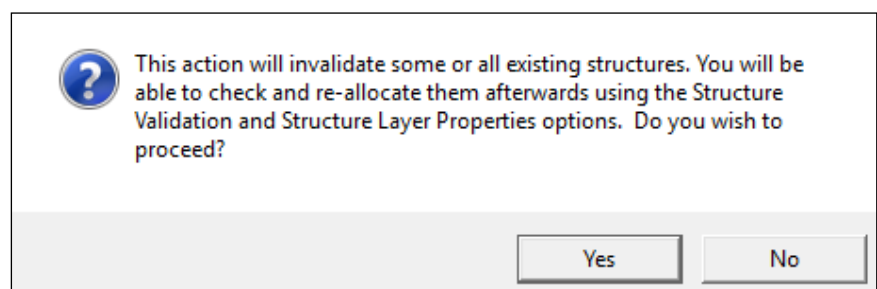 This action will invalidate some or all existing structures. You will be
able to check and re-allocate them afterwards using the Structure
Validation and Structure Layer Properties options.  Do you wish to
proceed?
Yes No